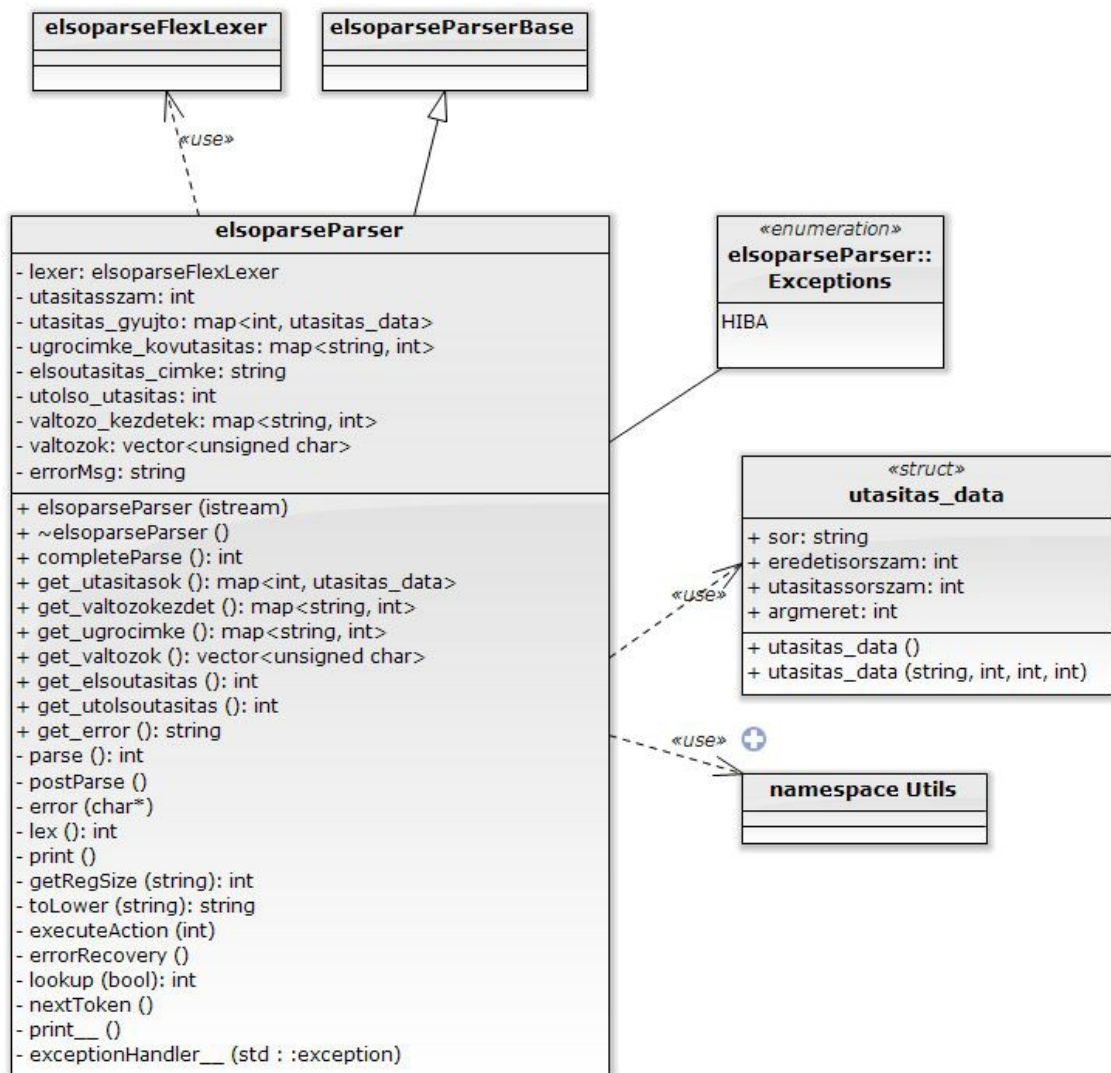 elsoparseFlexLexer
elsoparseParserBase
«use»
elsoparseParser
- lexer: elsoparseFlexLexer
- utasitasszam: int
- utasitas_gyujto: map<int, utasitas_data>
- ugrocimke_kovutasitas: map<string, int>
- elsoutasitas_cimke: string
- utolso_utasitas: int
- valtozo_kezdetek: map<string, int>
- valtozok: vector<unsigned char>
- errorMsg: string
+ elsoparseParser (istream)
+ ~elsoparseParser ()
+ completeParse (): int
+ get_utasitasok (): map<int, utasitas_data>
+ get_valtozokezdet (): map<string, int>
+ get_ugrocimke (): map<string, int>
+ get_valtozok (): vector<unsigned char>
+ get_elsoutasitas (): int
+ get_utolsoutasitas (): int
+ get_error (): string
- parse (): int
- postParse ()
- error (char*)
- lex (): int
- print ()
- getRegSize (string): int
- toLower (string): string
- executeAction (int)
- errorRecovery ()
- lookup (bool): int
- nextToken ()
- print__ ()
- exceptionHandler__ (std : :exception)
«enumeration»
elsoparseParser::
Exceptions
HIBA
«struct»
utasitas_data
+ sor: string
+ eredetisorszam: int
+ utasitassorszam: int
+ argmeret: int
+ utasitas_data ()
+ utasitas_data (string, int, int, int)
«use»
«use»
namespace Utils